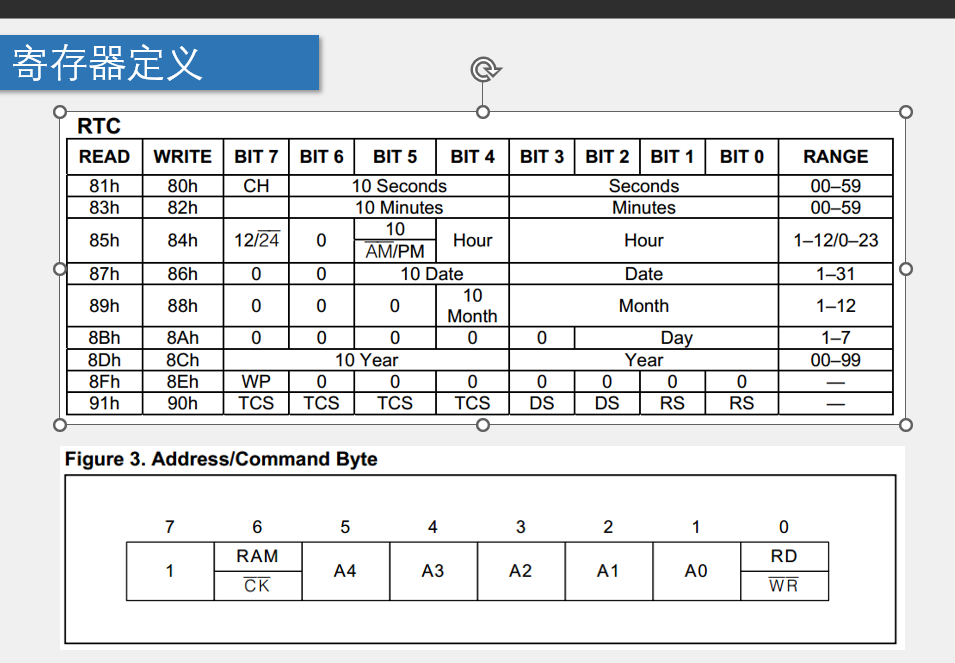 寄存器定义
RTC
READ WRITE BIT 7 BIT 6 BIT 5 BIT 4 BIT 3 BIT 2 BIT 1 BIT 0 RANGE
81h 80h CH 10 Seconds Seconds 00–59
83h 82h 10 Minutes Minutes 00–59
85h 84h 12/24 0 10 AM/PM Hour Hour 1–12/0–23
87h 86h 0 0 10 Date Date 1–31
89h 88h 0 0 0 10 Month Month 1–12
8Bh 8Ah 0 0 0 0 0 Day 1–7
8Dh 8Ch 10 Year Year 00–99
8Fh 8Eh WP 0 0 0 0 0 0 0 —
91h 90h TCS TCS TCS TCS DS DS RS RS —
Figure 3. Address/Command Byte
7 6 5 4 3 2 1 0
1 RAM CK A4 A3 A2 A1 A0 RD WR